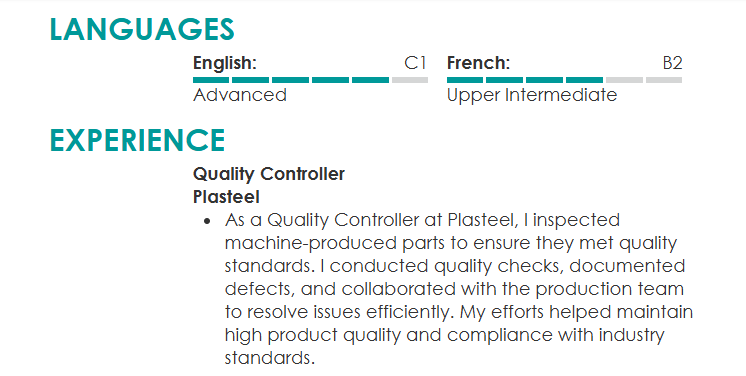 LANGUAGES
English: C1 French: B2
Advanced Upper Intermediate
EXPERIENCE
Quality Controller
Plasteel
• As a Quality Controller at Plasteel, I inspected
machine-produced parts to ensure they met quality
standards. I conducted quality checks, documented
defects, and collaborated with the production team
to resolve issues efficiently. My efforts helped maintain
high product quality and compliance with industry
standards.